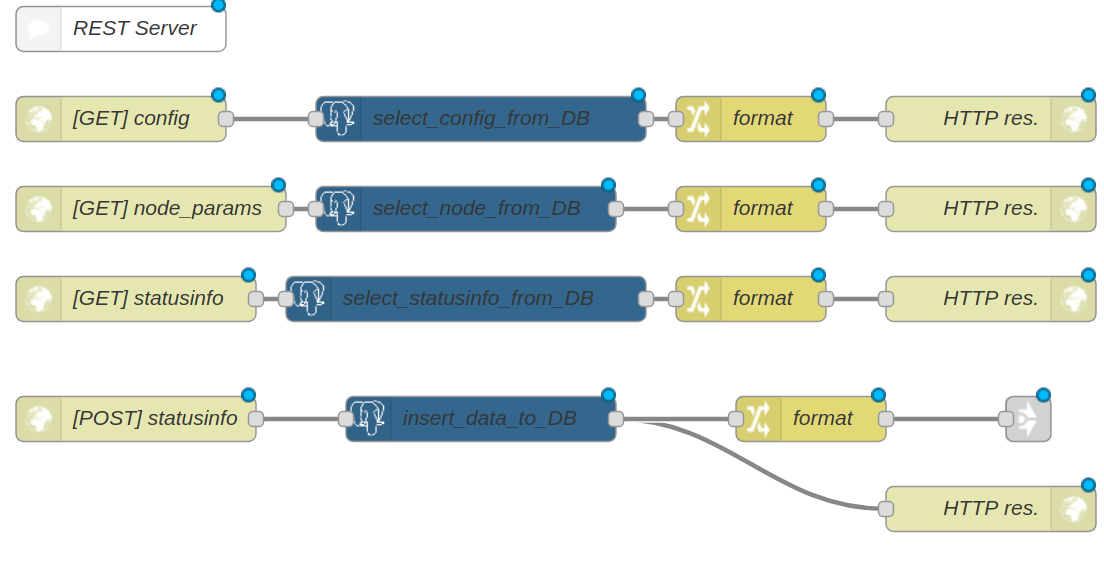 REST Server
[GET] config
select_config_from_DB
format
HTTP res.
[GET] node_params
select_node_from_DB
format
HTTP res.
[GET] statusinfo
select_statusinfo_from_DB
format
HTTP res.
[POST] statusinfo
insert_data_to_DB
format
HTTP res.